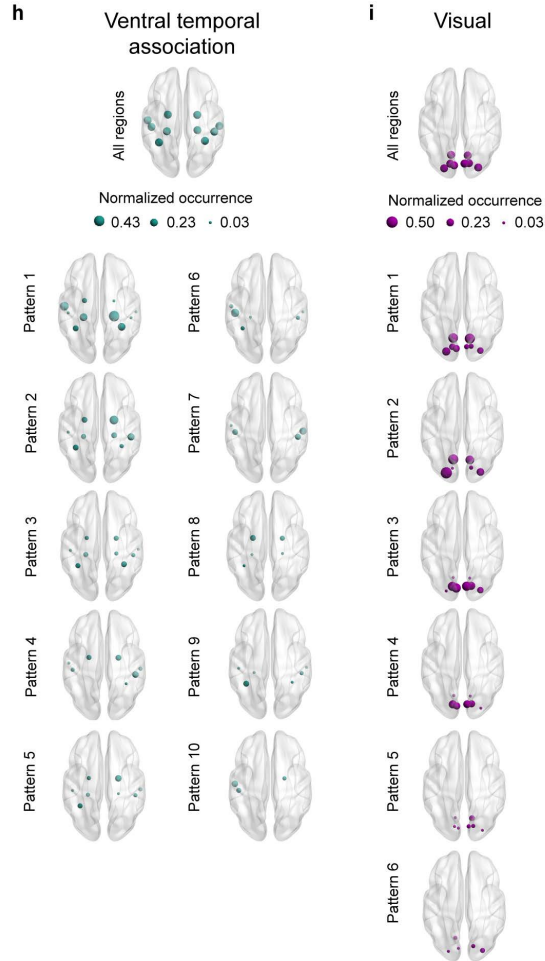 h
Ventral temporal
association
All regions
Normalized occurrence
0.43 0.23 0.03
Pattern 1
Pattern 6
Pattern 2
Pattern 7
Pattern 3
Pattern 8
Pattern 4
Pattern 9
Pattern 5
Pattern 10
i
Visual
All regions
Normalized occurrence
0.50 0.23 0.03
Pattern 1
Pattern 2
Pattern 3
Pattern 4
Pattern 5
Pattern 6